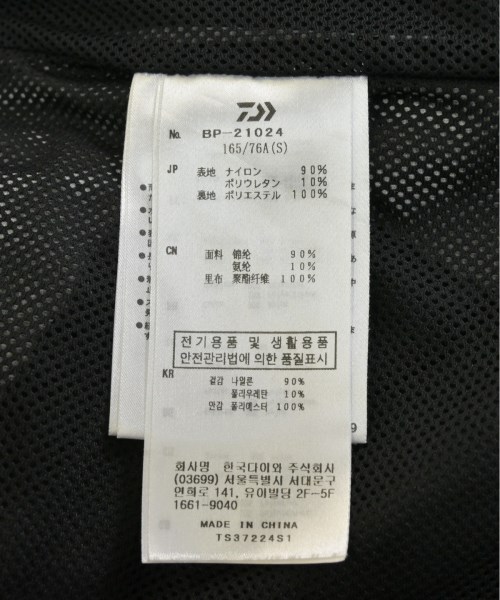 No. BP-21024
165/76A(S)
JP 表地 ナイロン 90%
ポリウレタン 10%
裏地 ポリエステル 100%
CN 面料 锦纶 90%
氨纶 10%
里布 聚酯纤维 100%
전기용품 및 생활용품
안전관리법에 의한 품질표시
KR
겉감 나일론 90%
폴리우레탄 10%
안감 폴리에스터 100%
회사명 한국다이와 주식회사
(03699) 서울특별시 서대문구
연희로 141, 유이빌딩 2F-5F
1661-9040
MADE IN CHINA
TS37224S1